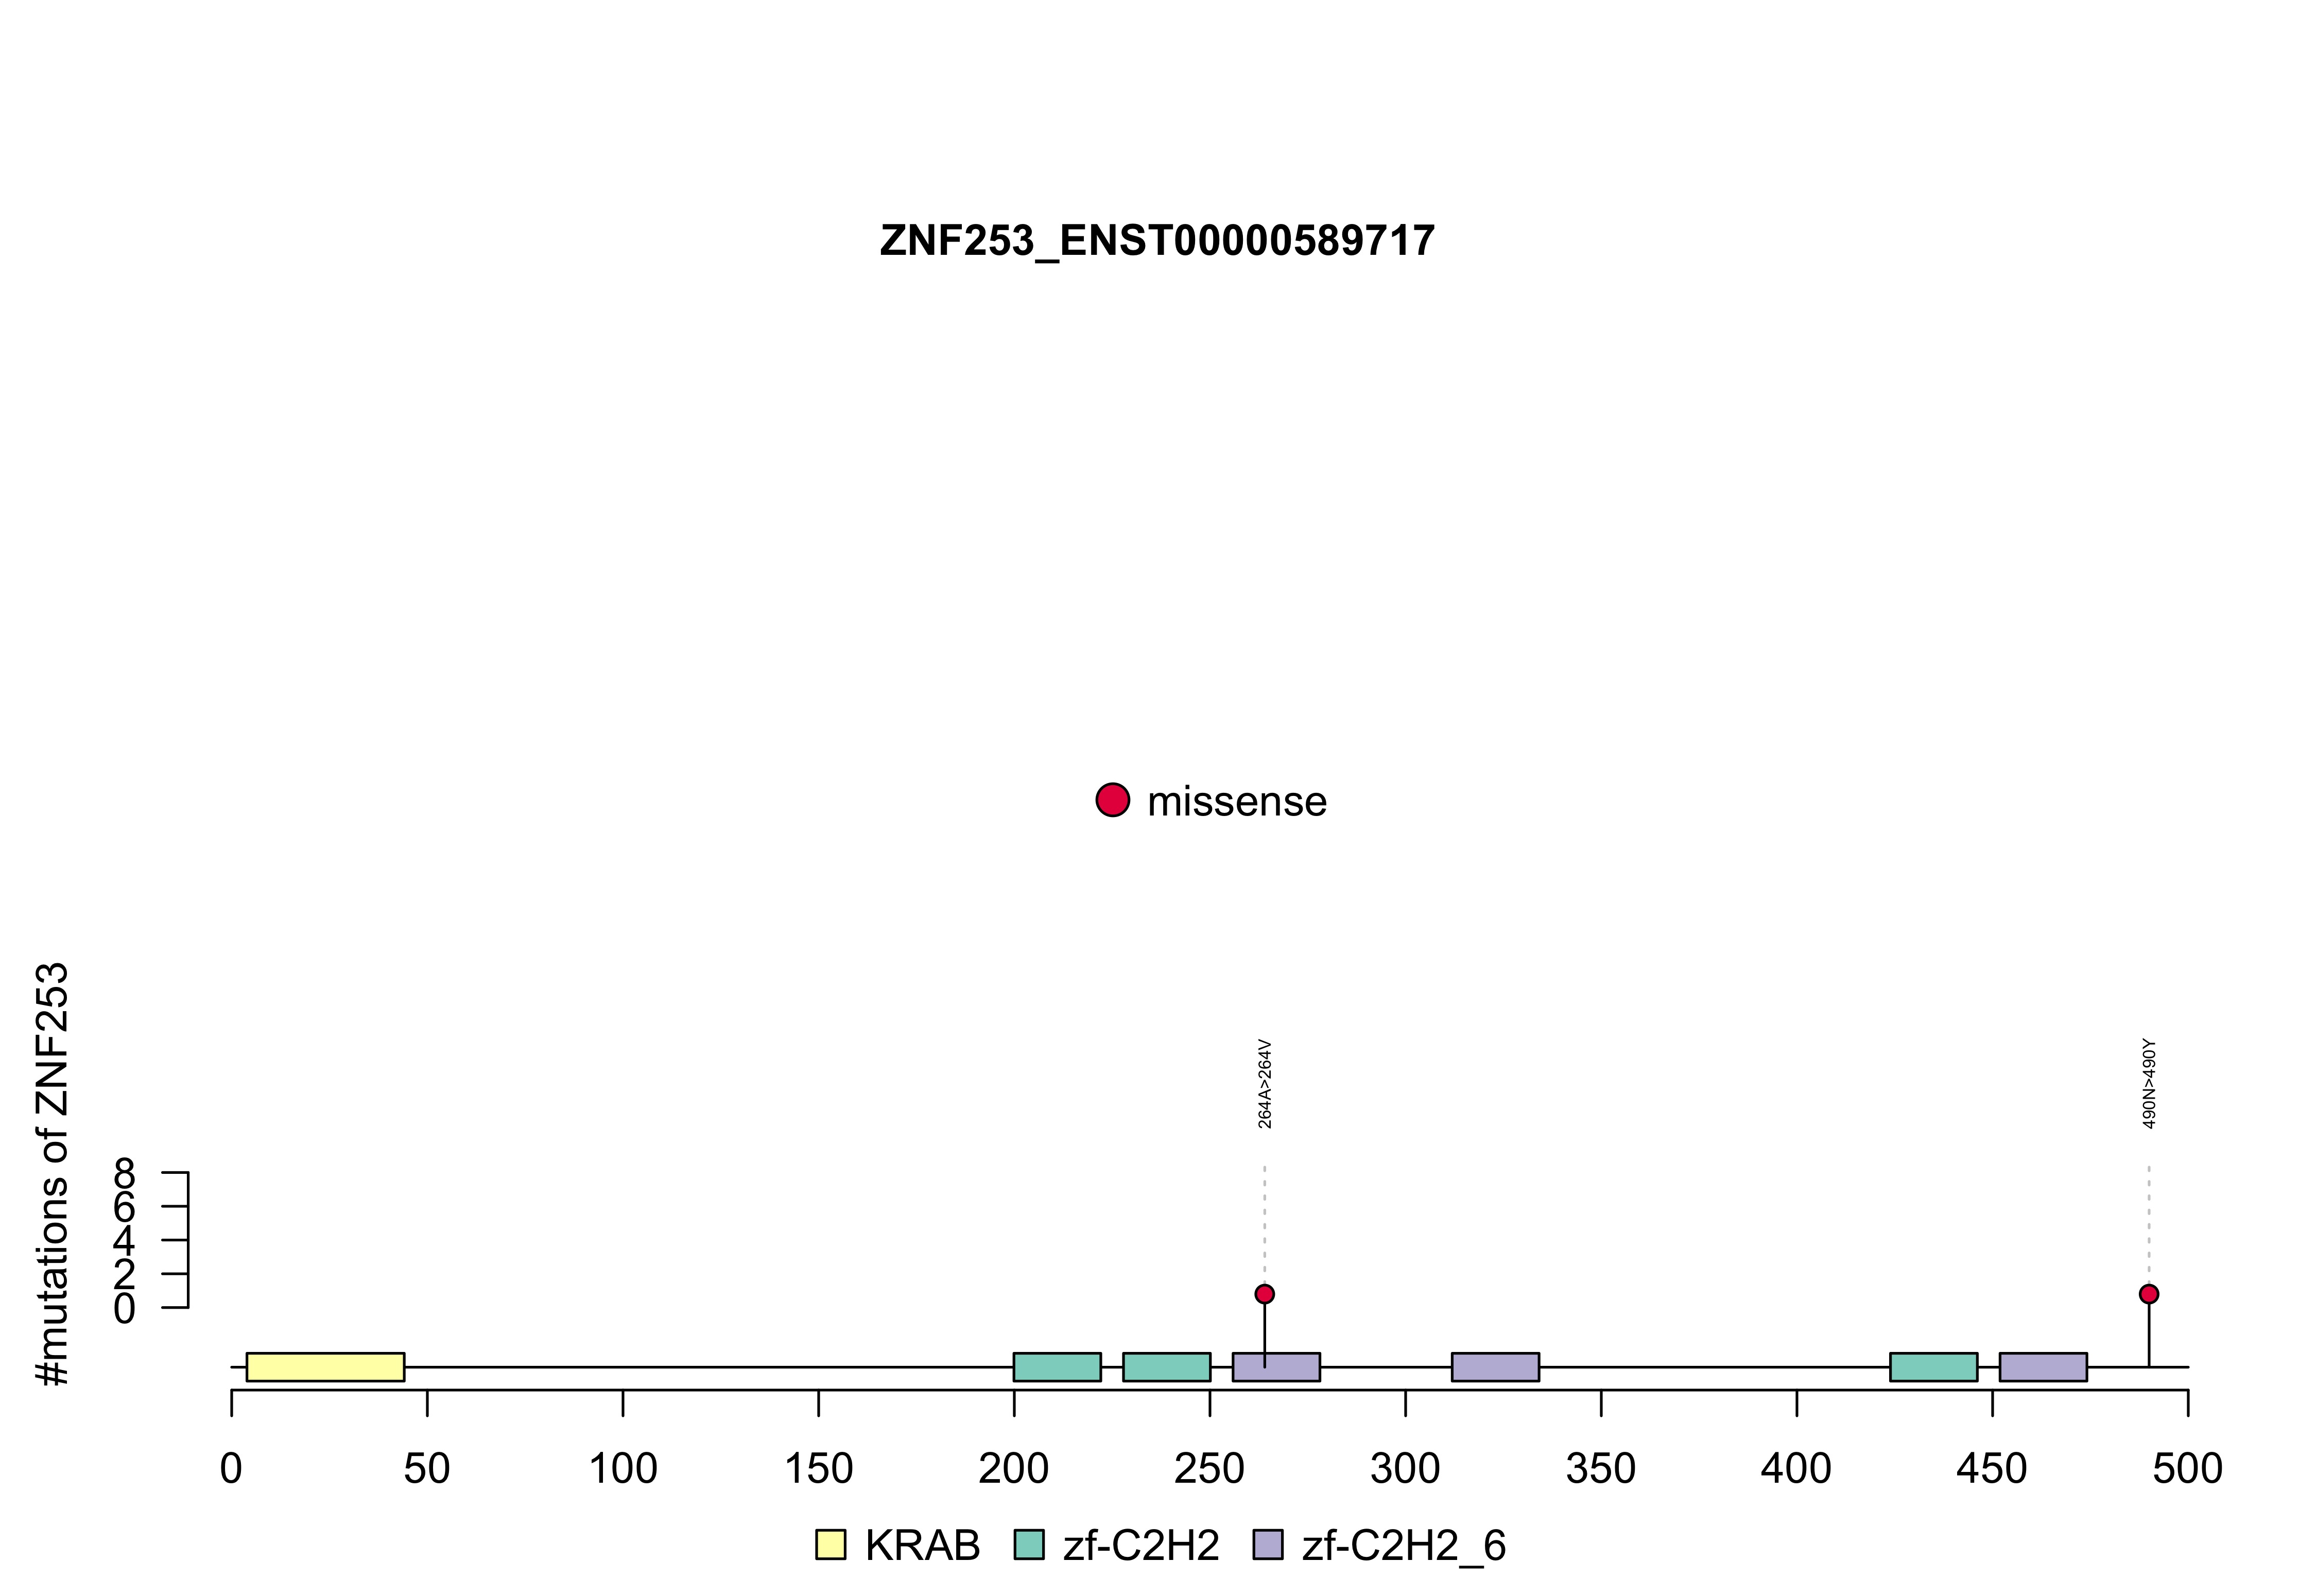 ZNF253_ENST00000589717
missense
#mutations of ZNF253
264A>264V
490N>490Y
8
6
4
2
0
0 50 100 150 200 250 300 350 400 450 500
KRAB zf-C2H2 zf-C2H2_6